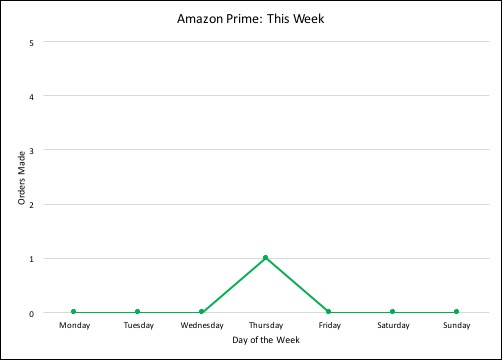 Amazon Prime: This Week
5
4
3
2
1
0
Orders Made
Monday Tuesday Wednesday Thursday Friday Saturday Sunday
Day of the Week